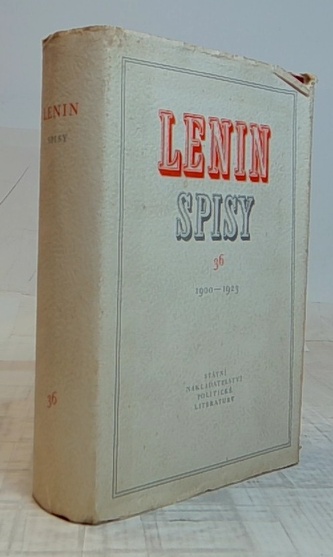 LENIN
SPISY
36
LENIN
SPISY
36
1900—1923
STÁTNÍ
NAKLADATELSTVÍ
POLITICKÉ
LITERATURY